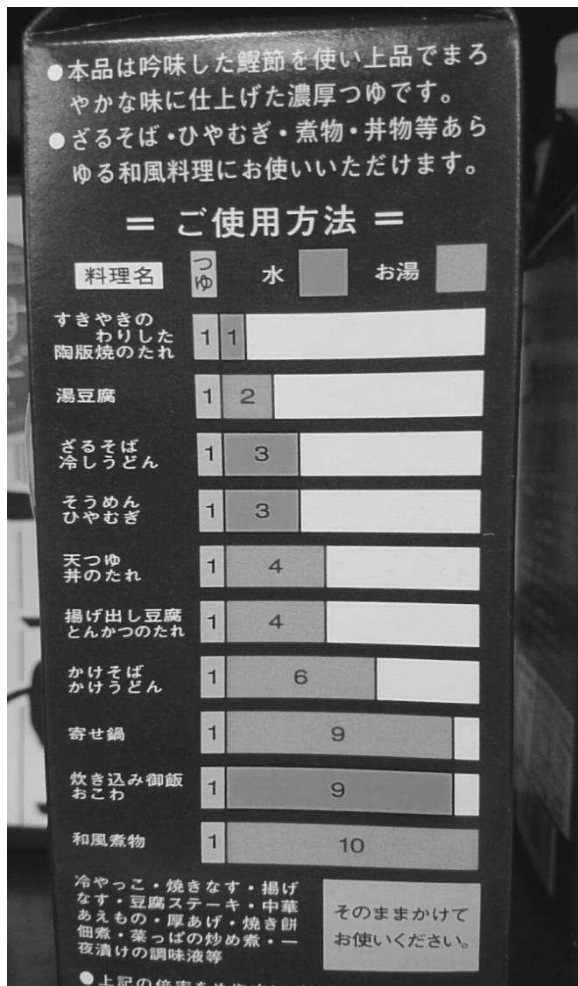 ●本品は吟味した鰹節を使い上品でまろ
やかな味に仕上げた濃厚つゆです。
●ざるそば・ひやむぎ・煮物・丼物等あら
ゆる和風料理にお使いいただけます。
= ご使用方法 =
料理名 つゆ 水 お湯
すきやきの
わりした
陶版焼のたれ
1 1
湯豆腐 1 2
ざるそば
冷しうどん
1 3
そうめん
ひやむぎ
1 3
天つゆ
丼のたれ
1 4
揚げ出し豆腐
とんかつのたれ
1 4
かけそば
かけうどん
1 6
寄せ鍋 1 9
炊き込み御飯
おこわ
1 9
和風煮物 1 10
冷やっこ・焼きなす・揚げ
なす・豆腐ステーキ・中華
あえもの・厚あげ・焼き餅
佃煮・菜っぱの炒め煮・一
夜漬けの調味液等
そのままかけて
お使いください。
●上記の倍率を